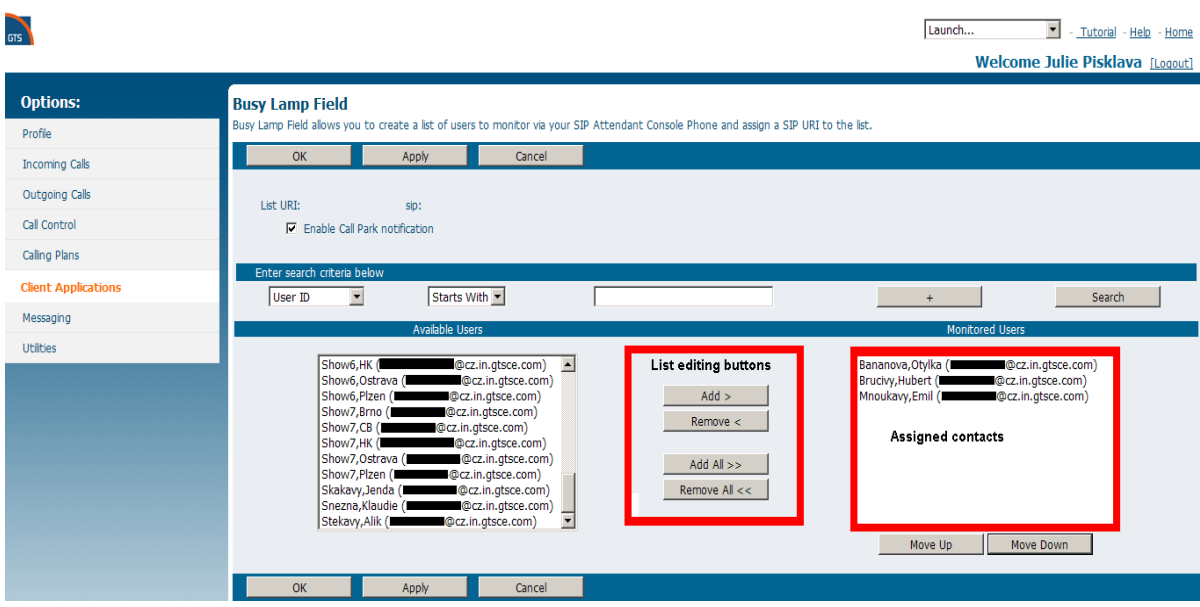 GTS
Launch... - Tutorial - Help - Home
Welcome Julie Pisklava [Logout]
Options:
Profile
Incoming Calls
Outgoing Calls
Call Control
Calling Plans
Client Applications
Messaging
Utilities
Busy Lamp Field
Busy Lamp Field allows you to create a list of users to monitor via your SIP Attendant Console Phone and assign a SIP URI to the list.
OK Apply Cancel
List URI: sip:
Enable Call Park notification
Enter search criteria below
User ID Starts With + Search
Available Users Monitored Users
Show6,HK ( @cz.in.gtsce.com)
Show6,Ostrava ( @cz.in.gtsce.com)
Show6,Plzen ( @cz.in.gtsce.com)
Show7,Brno ( @cz.in.gtsce.com)
Show7,CB ( @cz.in.gtsce.com)
Show7,HK ( @cz.in.gtsce.com)
Show7,Ostrava ( @cz.in.gtsce.com)
Show7,Plzen ( @cz.in.gtsce.com)
Skakavy,Jenda ( @cz.in.gtsce.com)
Snezna,Klaudie ( @cz.in.gtsce.com)
Stekavy,Alik ( @cz.in.gtsce.com)
List editing buttons
Add >
Remove <
Add All >>
Remove All <<
Bananova,Otylka ( @cz.in.gtsce.com)
Brucivy,Hubert ( @cz.in.gtsce.com)
Mnoukavy,Emil ( @cz.in.gtsce.com)
Assigned contacts
Move Up Move Down
OK Apply Cancel